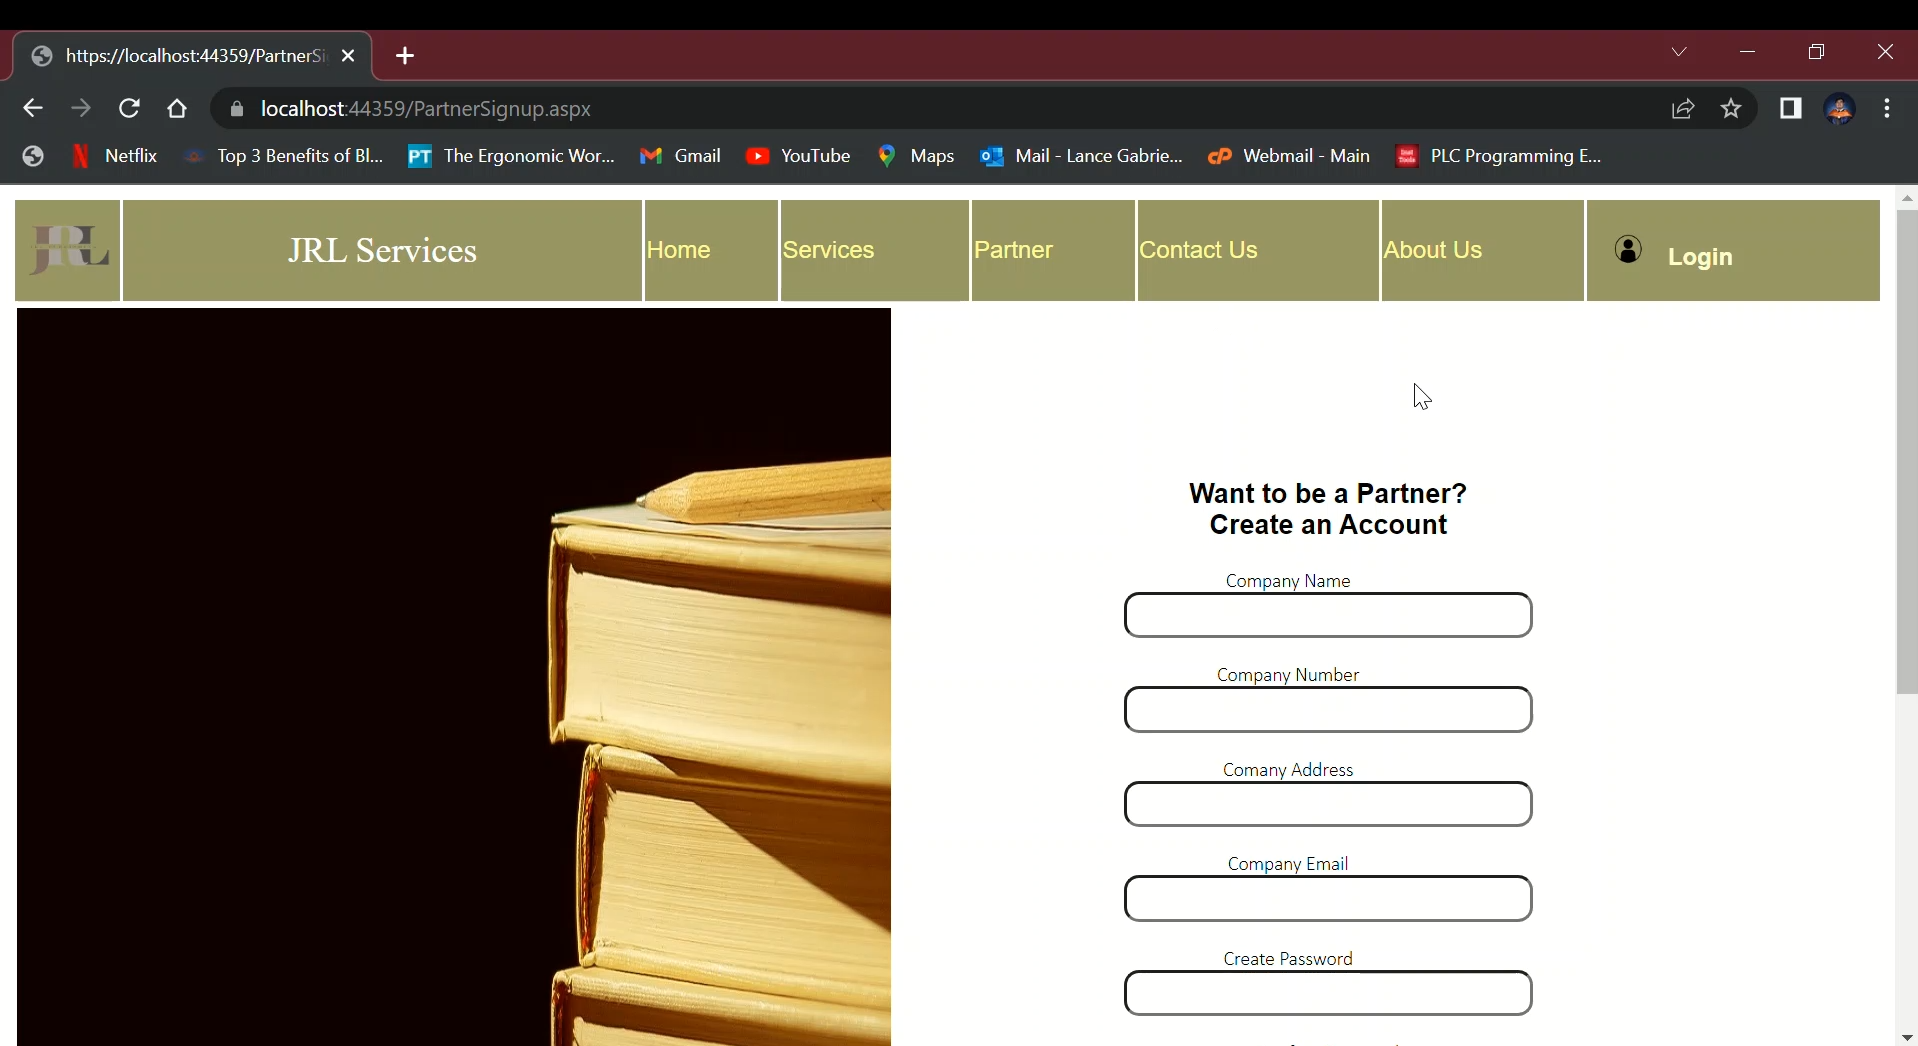 https://localhost:44359/PartnerSi
localhost:44359/PartnerSignup.aspx
Netflix
Top 3 Benefits of Bl...
PT The Ergonomic Wor...
Gmail
YouTube
Maps
Mail - Lance Gabrie...
Webmail - Main
PLC Programming E...
JRL
JRL Services
Home
Services
Partner
Contact Us
About Us
Login
Want to be a Partner?
Create an Account
Company Name
Company Number
Comany Address
Company Email
Create Password